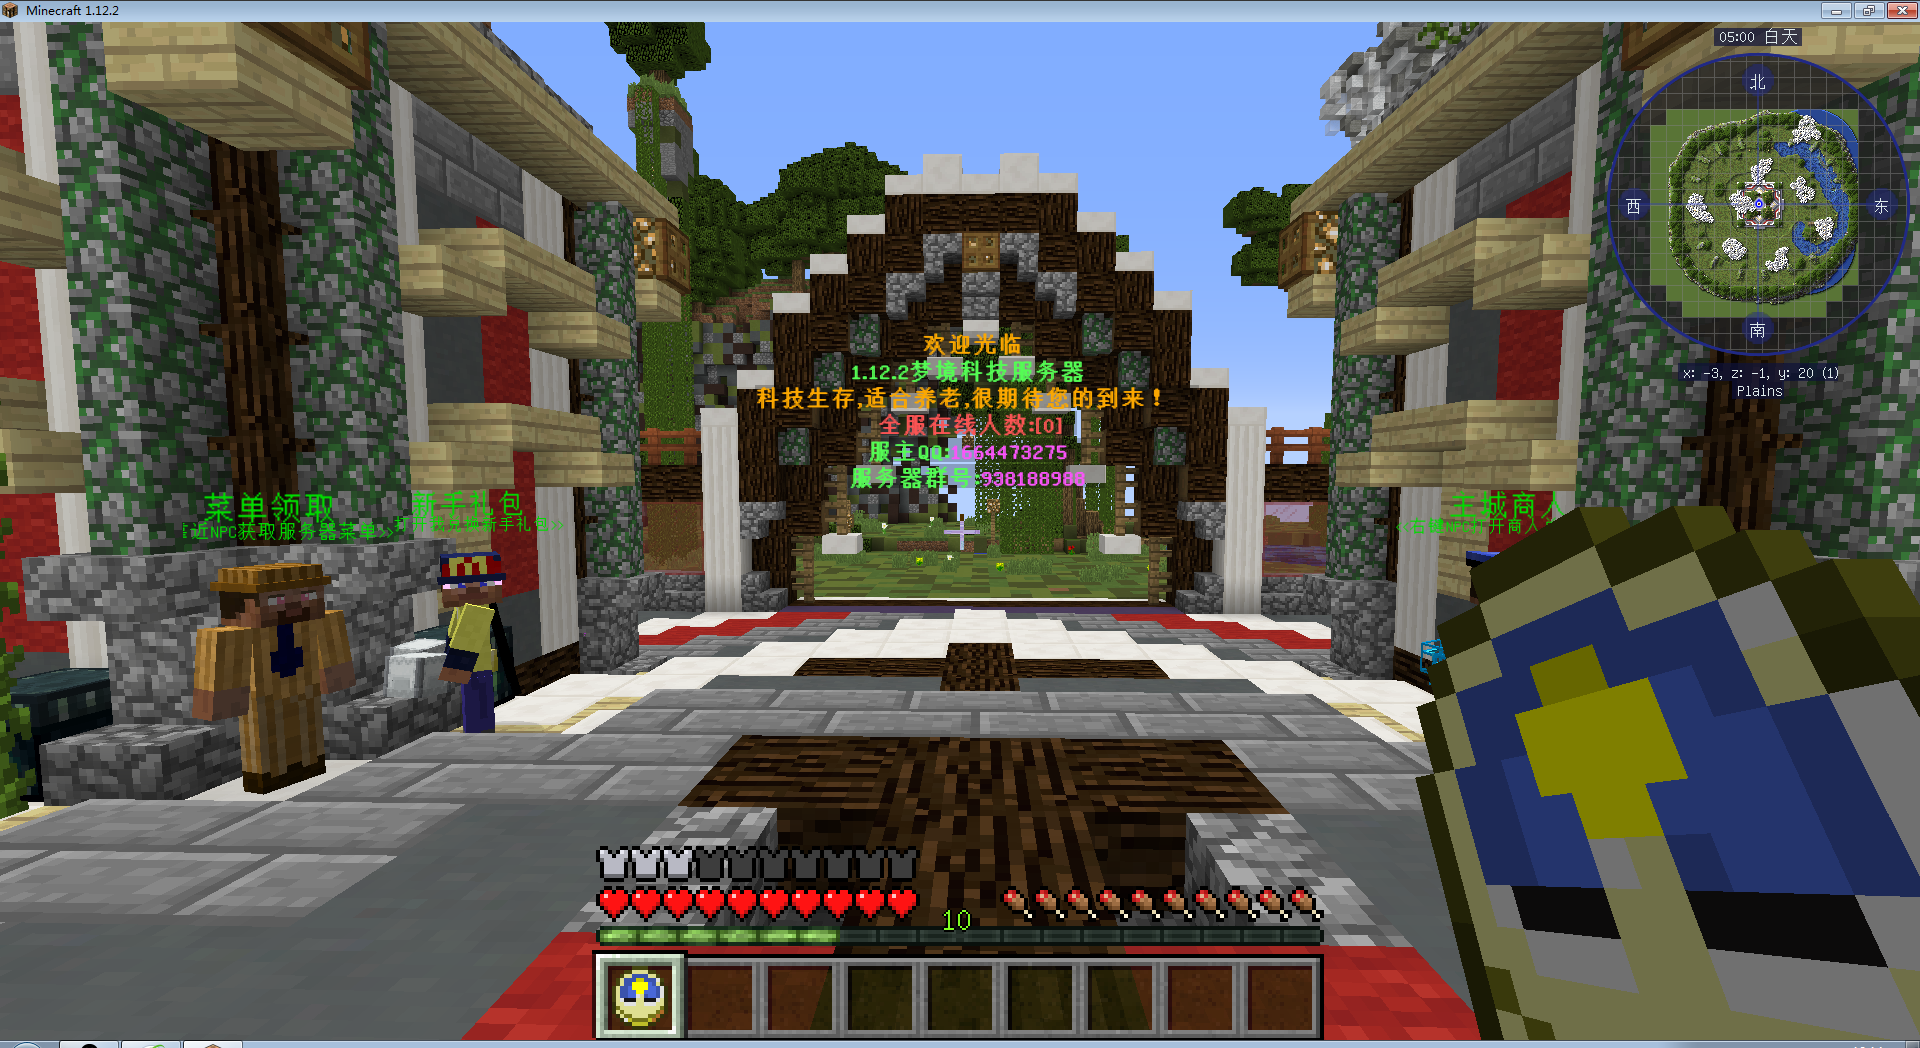 Minecraft 1.12.2
05:00 白天
北
西
东
南
x: -3, z: -1, y: 20 (1)
Plains
欢迎光临
1.12.2梦境科技服务器
科技生存,适合养老,很期待您的到来!
全服在线人数:[0]
服主QQ:1664473275
服务器群号:938188988
菜单领取
近NPC获取服务器菜单>>
新手礼包
新手礼包>>
主城商人
<<右键NPC打开商人
10